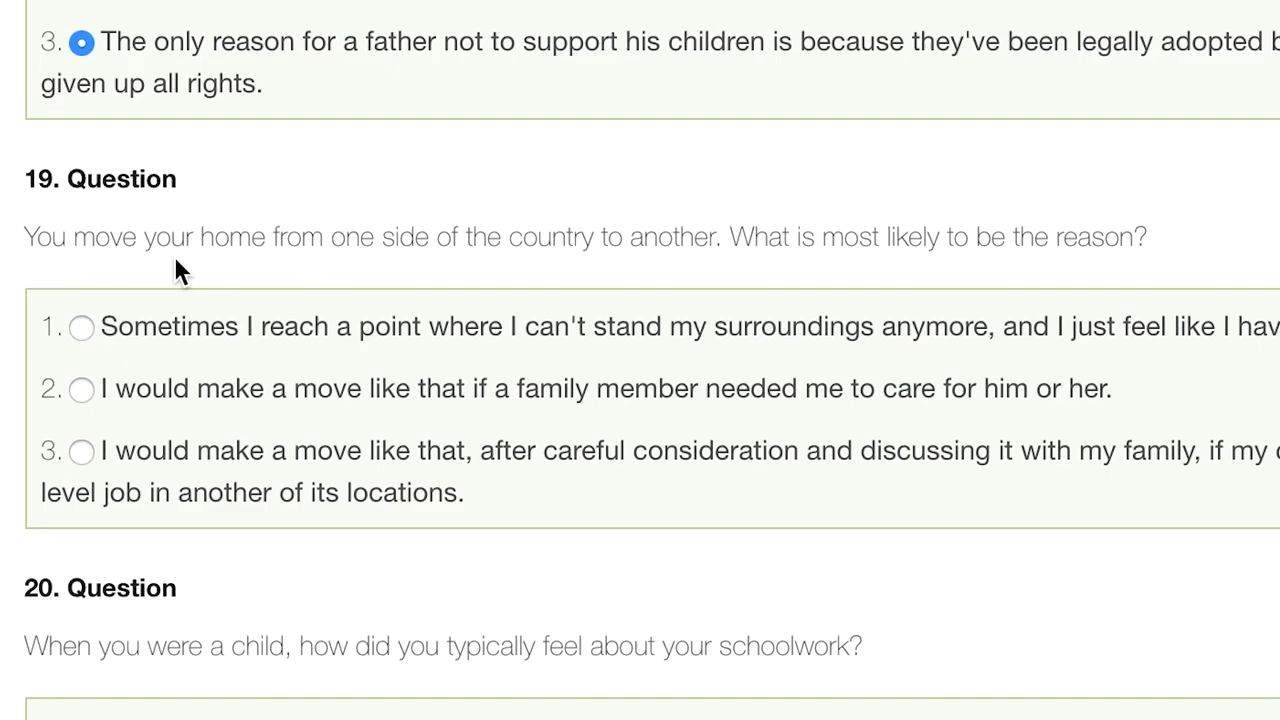 3. The only reason for a father not to support his children is because they've been legally adopted
given up all rights.
19. Question
You move your home from one side of the country to another. What is most likely to be the reason?
1. Sometimes I reach a point where I can't stand my surroundings anymore, and I just feel like I
2. I would make a move like that if a family member needed me to care for him or her.
3. I would make a move like that, after careful consideration and discussing it with my family, if my
level job in another of its locations.
20. Question
When you were a child, how did you typically feel about your schoolwork?